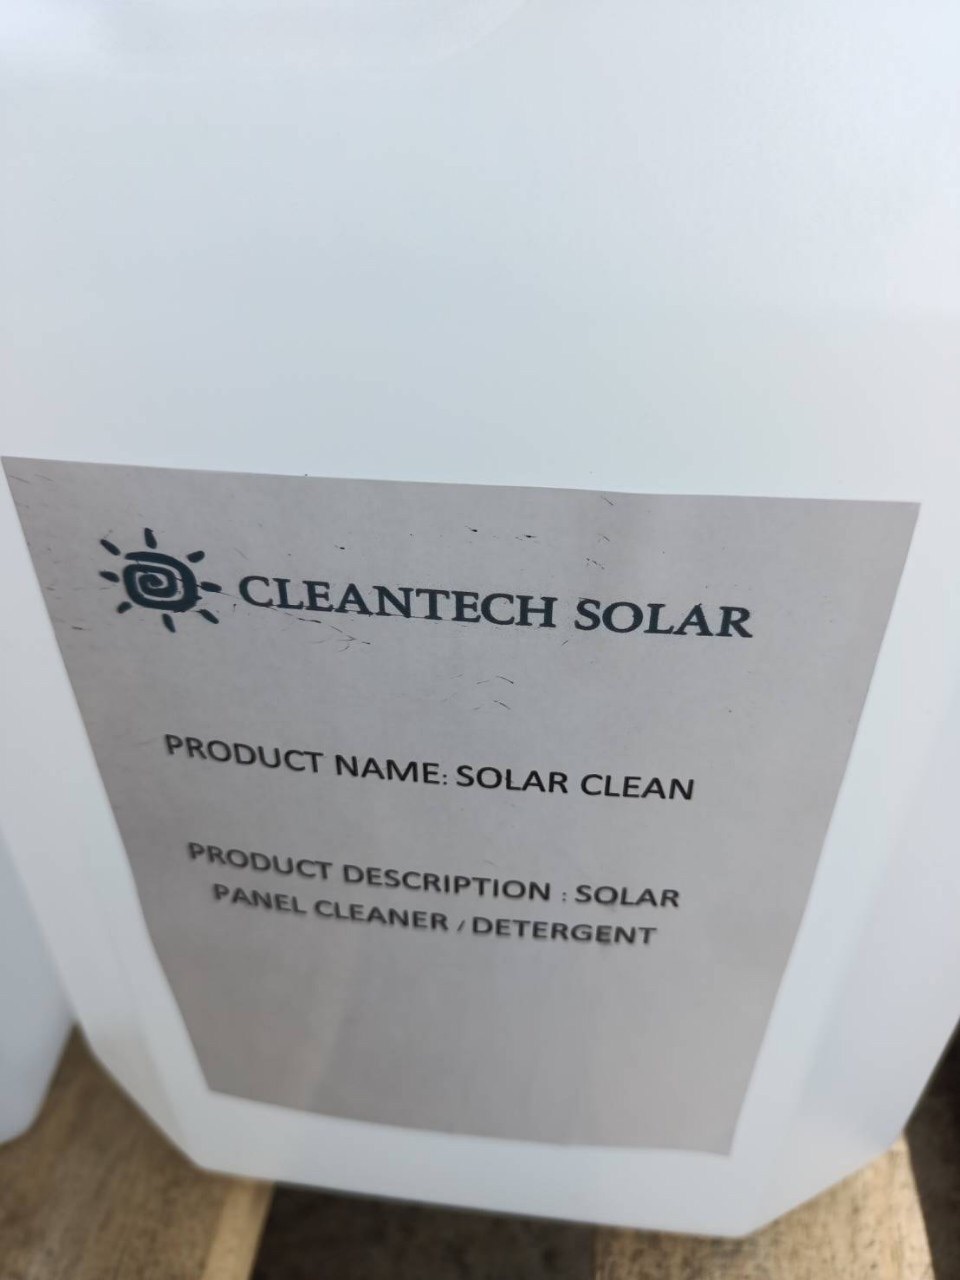 CLEANTECH SOLAR
PRODUCT NAME: SOLAR CLEAN
PRODUCT DESCRIPTION : SOLAR
PANEL CLEANER / DETERGENT